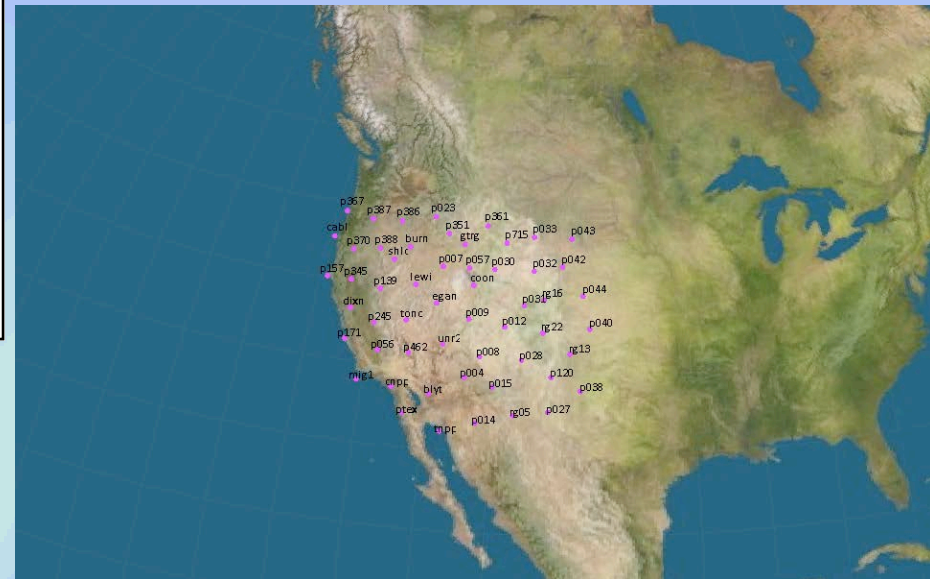 p367
p387
p386
p023
p361
cabl
p351
p370
p388
burn
gtrg
p715
p033
p043
shlc
p157
p345
p139
p007
p057
p030
p032
p042
lewi
coon
dixn
egan
p031
rg16
p044
p245
tonc
p009
p012
rg22
p040
p171
p056
p462
unr2
p008
p028
rg13
mig1
cnpp
blyt
p004
p015
p120
p038
ptex
tnpp
p014
rg05
p027